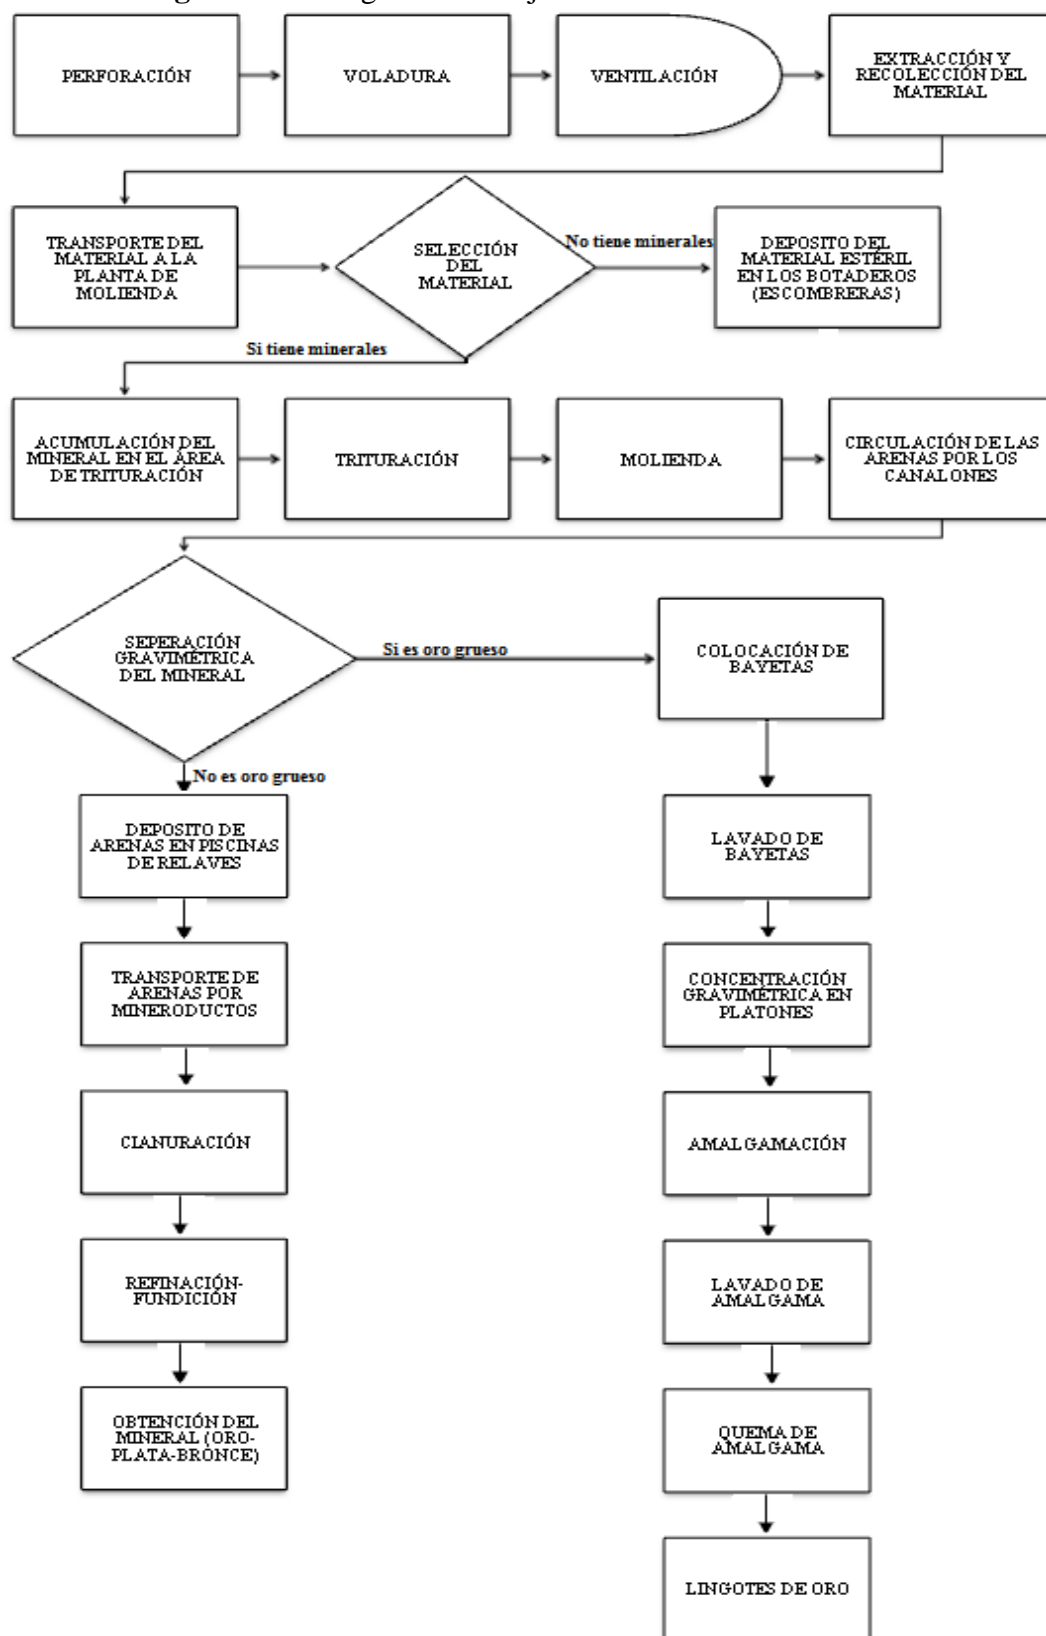 PERFORACIÓN
VOLADURA
VENTILACIÓN
EXTRACCIÓN Y
RECOLECCIÓN DEL
MATERIAL
TRANSPORTE DEL
MATERIAL A LA
PLANTA DE
MOLIENDA
SELECCIÓN
DEL
MATERIAL
No tiene minerales
DEPOSITO DEL
MATERIAL ESTÉRIL
EN LOS BOTADEROS
(ESCOMBRERAS)
Si tiene minerales
ACUMULACIÓN DEL
MINERAL EN EL ÁREA
DE TRITURACIÓN
TRITURACIÓN
MOLIENDA
CIRCULACIÓN DE LAS
ARENAS POR LOS
CANALONES
SEPERACIÓN
GRAVIMÉTRICA
DEL MINERAL
Si es oro grueso
COLOCACIÓN DE
BAYETAS
No es oro grueso
DEPOSITO DE
ARENAS EN PISCINAS
DE RELAVES
LAVADO DE
BAYETAS
TRANSPORTE DE
ARENAS POR
MINERODUCTOS
CONCENTRACIÓN
GRAVIMÉTRICA EN
PLATONES
CIANURACIÓN
AMALGAMACIÓN
REFINACIÓN-
FUNDICIÓN
LAVADO DE
AMALGAMA
OBTENCIÓN DEL
MINERAL (ORO-
PLATA-BRONCE)
QUEMA DE
AMALGAMA
LINGOTES DE ORO